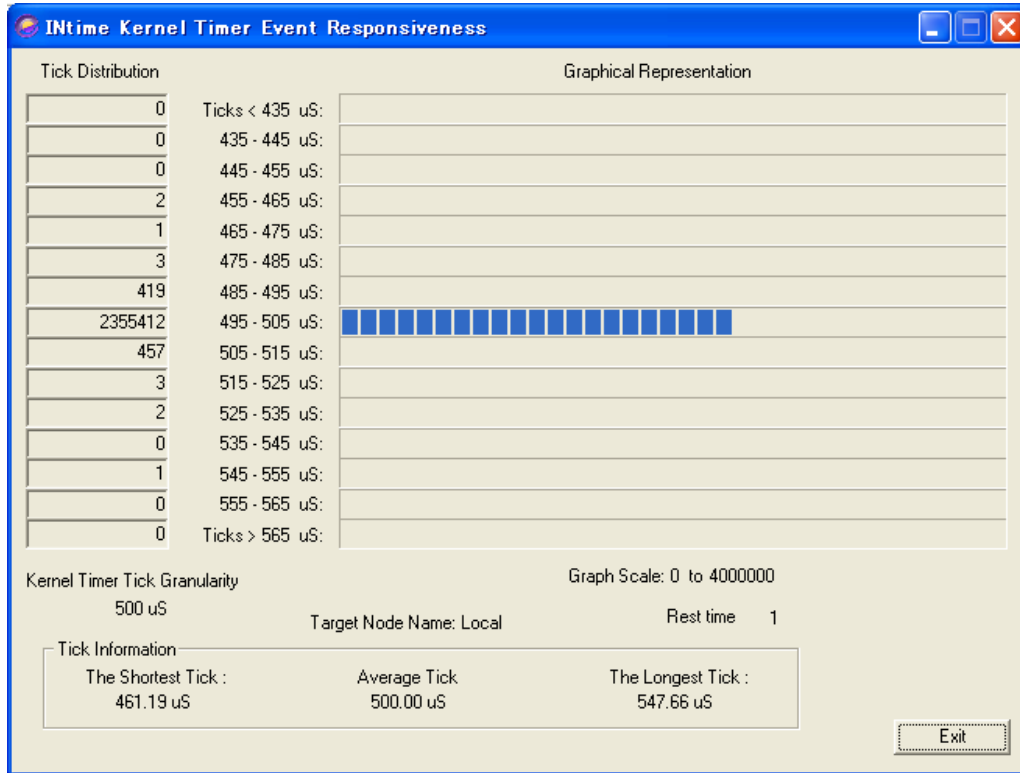 INtime Kernel Timer Event Responsiveness
Tick Distribution Graphical Representation
0 Ticks < 435 uS:
0 435 - 445 uS:
0 445 - 455 uS:
2 455 - 465 uS:
1 465 - 475 uS:
3 475 - 485 uS:
419 485 - 495 uS:
2355412 495 - 505 uS:
457 505 - 515 uS:
3 515 - 525 uS:
2 525 - 535 uS:
0 535 - 545 uS:
1 545 - 555 uS:
0 555 - 565 uS:
0 Ticks > 565 uS:
Kernel Timer Tick Granularity Graph Scale: 0 to 4000000
500 uS Target Node Name: Local Rest time 1
Tick Information
The Shortest Tick : Average Tick The Longest Tick :
461.19 uS 500.00 uS 547.66 uS
Exit